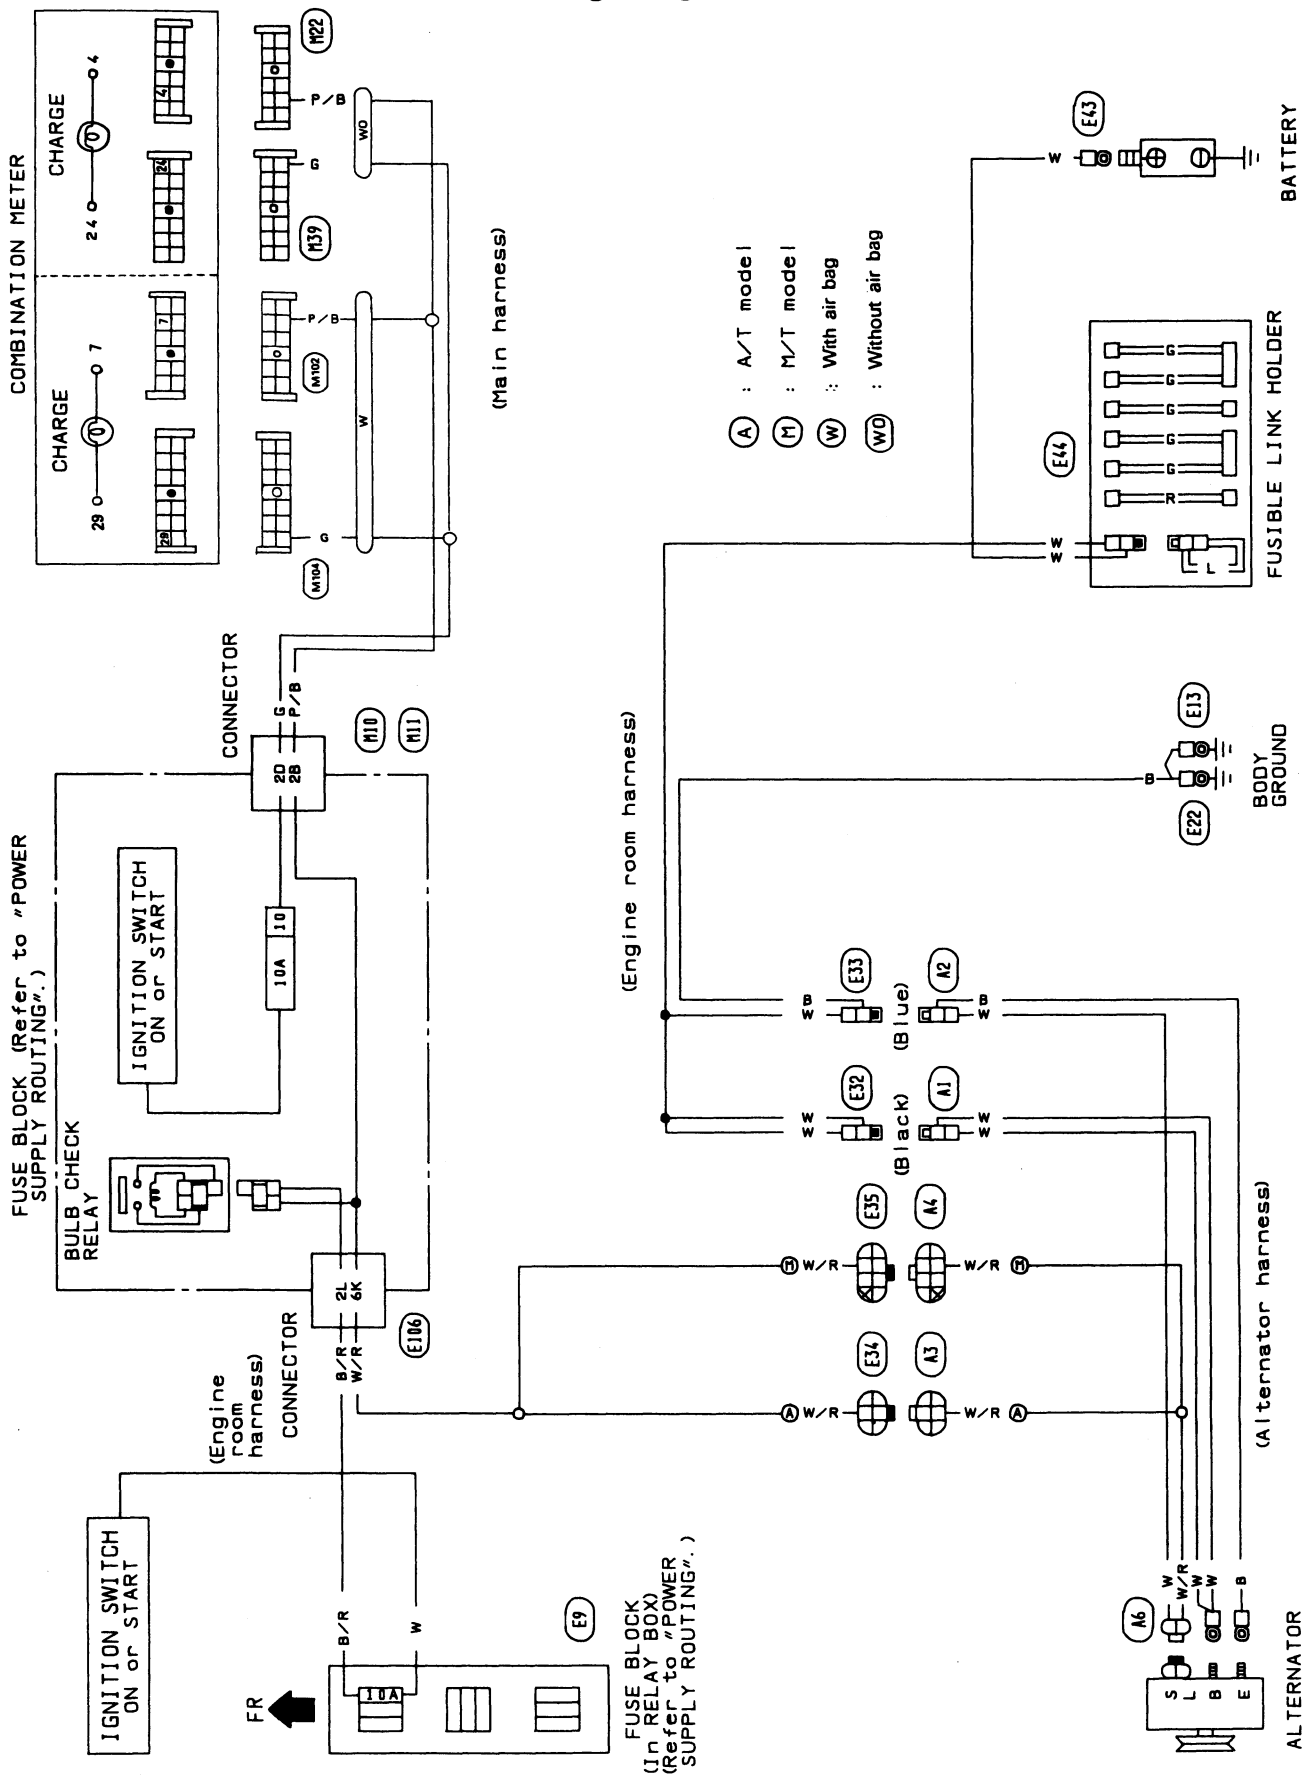 COMBINATION METER
CHARGE
29
7
CHARGE
24
4
29
7
24
4
M104
M102
M39
M22
G
P/B
G
P/B
W
WO
(Main harness)
FUSE BLOCK (Refer to "POWER
SUPPLY ROUTING".)
BULB CHECK
RELAY
IGNITION SWITCH
ON or START
10A
10
CONNECTOR
2D
2B
G
P/B
M10
M11
2L
6K
CONNECTOR
E106
B/R
W/R
(Engine
room
harness)
IGNITION SWITCH
ON or START
FR
B/R
W
10A
E9
FUSE BLOCK
(In RELAY BOX)
(Refer to "POWER
SUPPLY ROUTING".)
A : A/T model
M : M/T model
W : With air bag
WO : Without air bag
(Engine room harness)
A W/R
E34
A3
W/R A
M W/R
E35
A4
W/R M
W
W
E32
(Black)
A1
W
W
W
B
E33
(Blue)
A2
W
B
B
E22
E13
BODY
GROUND
W
W
E44
L
R
G
G
G
G
G
FUSIBLE LINK HOLDER
W
E43
BATTERY
(Alternator harness)
A6
W
W/R
W
W
B
S
L
B
E
ALTERNATOR